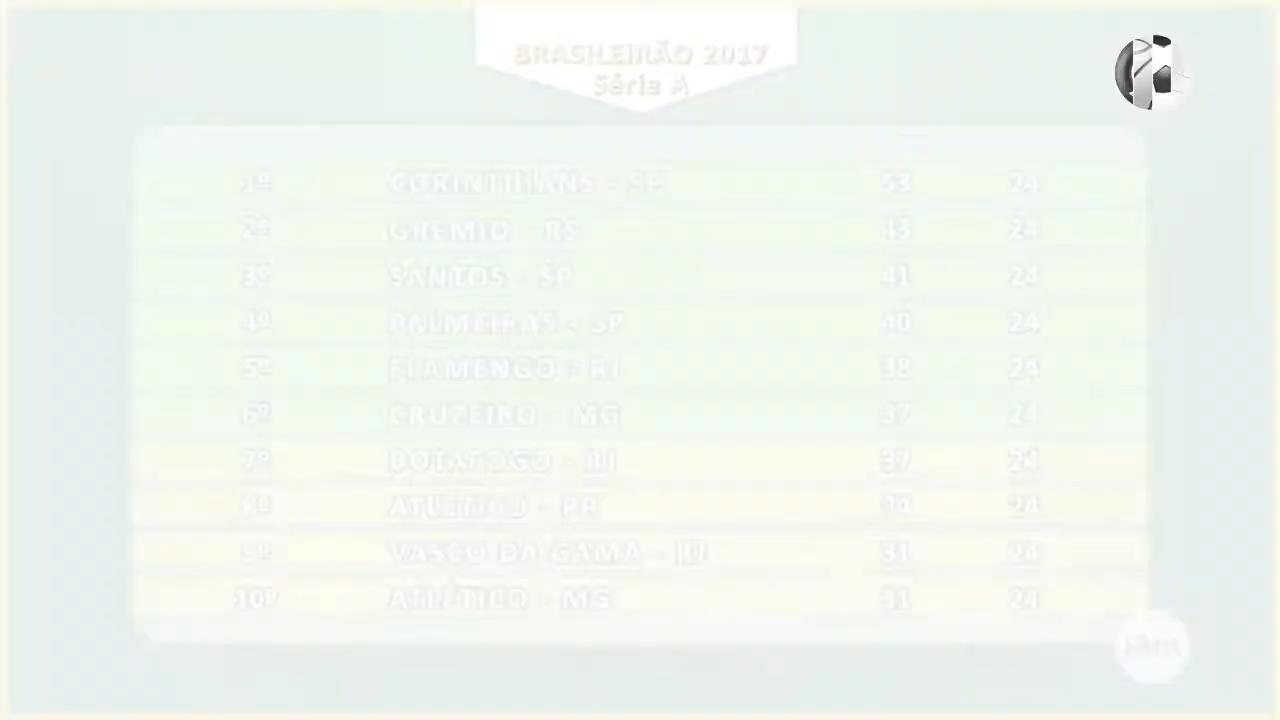 BRASILEIRÃO 2017
Série A
1º CORINTHIANS - SP 53 24
2º GRÊMIO - RS 43 24
3º SANTOS - SP 41 24
4º PALMEIRAS - SP 40 24
5º FLAMENGO - RJ 38 24
6º CRUZEIRO - MG 37 24
7º BOTAFOGO - RJ 37 24
8º ATLÉTICO - PR 34 24
9º VASCO DA GAMA - RJ 31 24
10º ATLÉTICO - MG 31 24